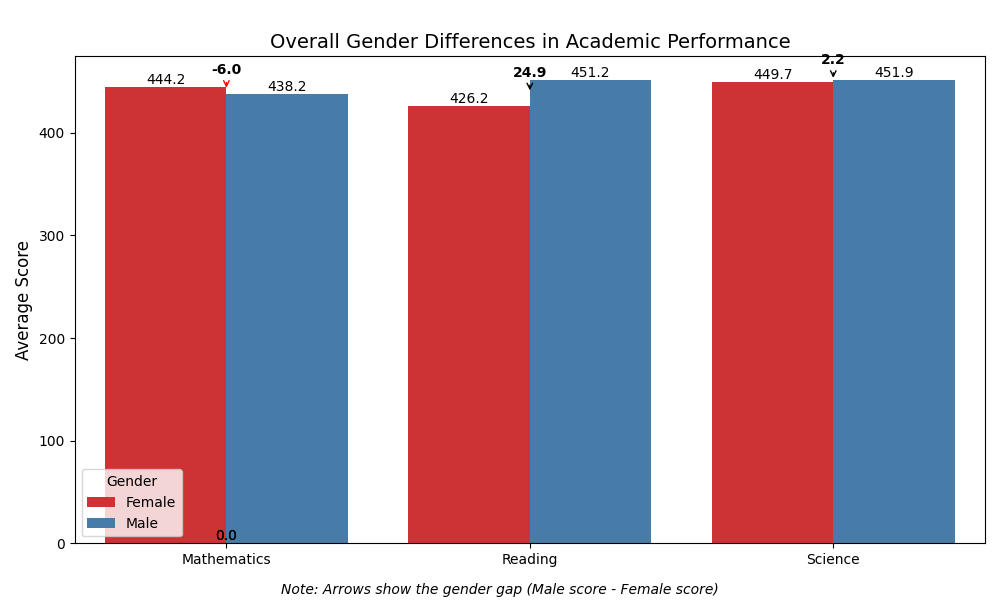 Overall Gender Differences in Academic Performance
-6.0
24.9
2.2
444.2
438.2
426.2
451.2
449.7
451.9
Average Score
400
300
200
100
0
Gender
Female
Male
0.0
Mathematics
Reading
Science
Note: Arrows show the gender gap (Male score - Female score)